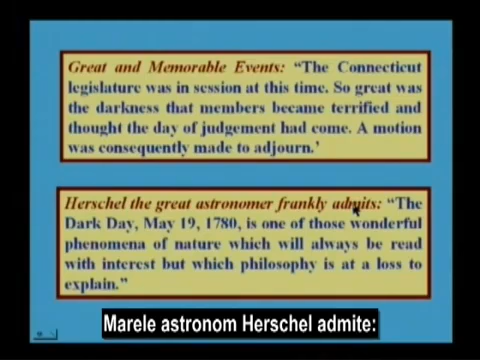 Great and Memorable Events: “The Connecticut
legislature was in session at this time. So great was
the darkness that members became terrified and
thought the day of judgement had come. A motion
was consequently made to adjourn.’
Herschel the great astronomer frankly admits: “The
Dark Day, May 19, 1780, is one of those wonderful
phenomena of nature which will always be read
with interest but which philosophy is at a loss to
explain.”
Marele astronom Herschel admite: